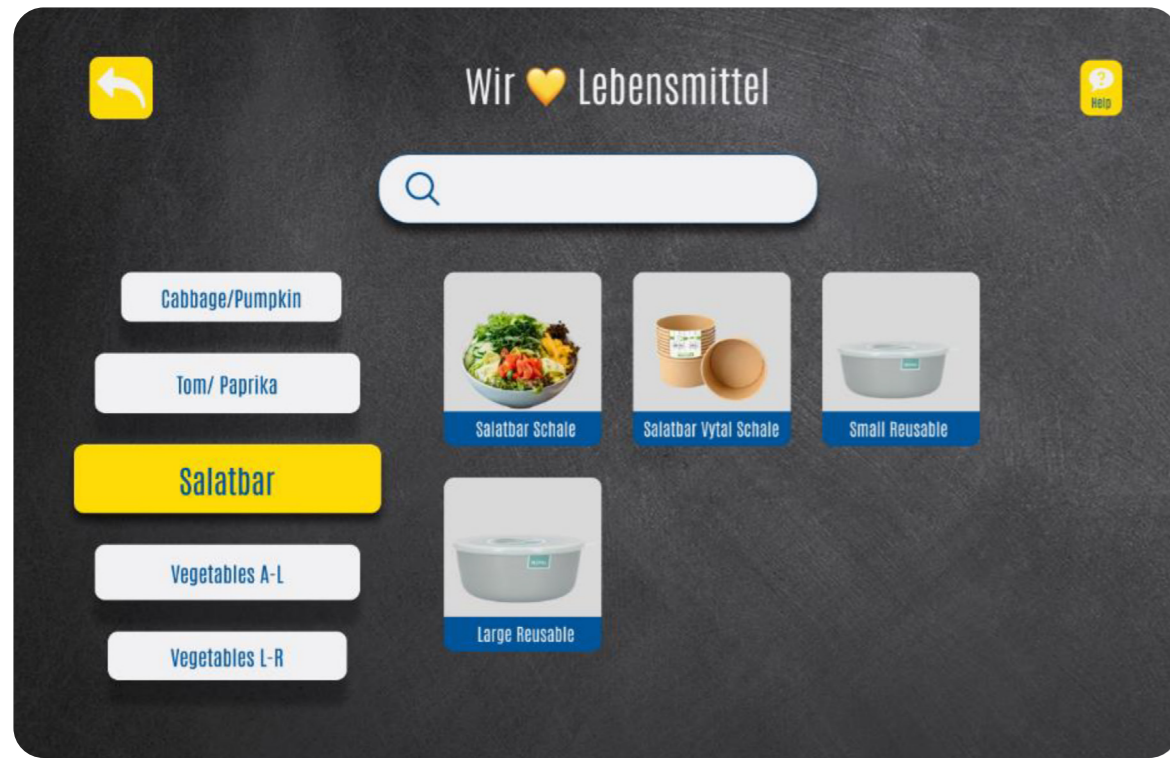 Wir 💛 Lebensmittel
Help
Cabbage/Pumpkin
Tom/ Paprika
Salatbar
Vegetables A-L
Vegetables L-R
Salatbar Schale
Salatbar Vytal Schale
Small Reusable
Large Reusable